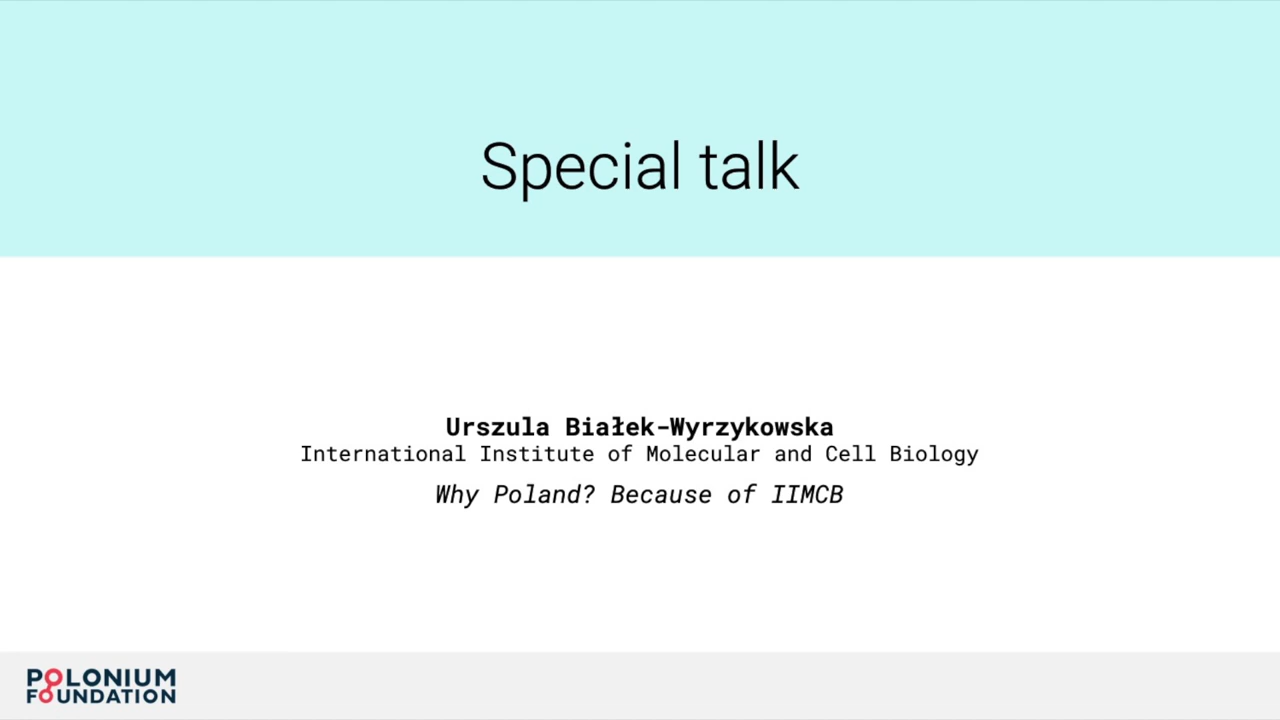 Special talk
Urszula Białek-Wyrzykowska
International Institute of Molecular and Cell Biology
Why Poland? Because of IIMCB
POLONIUM
FOUNDATION